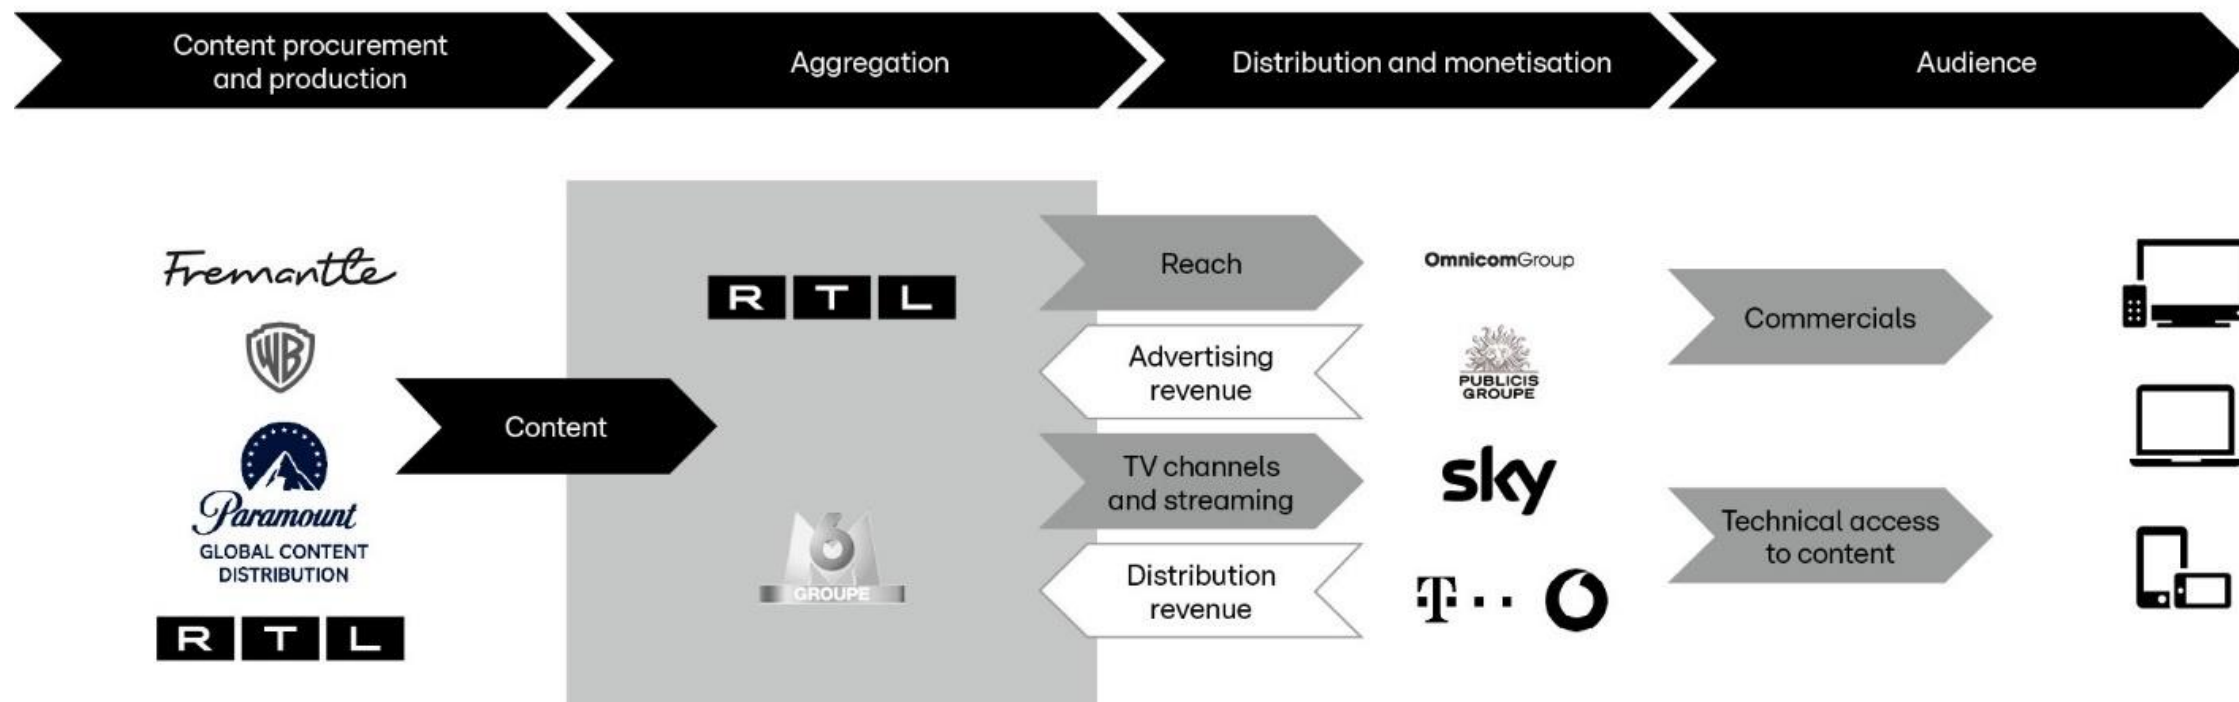 Content procurement
and production
Aggregation
Distribution and monetisation
Audience
Fremantle
WB
Paramount
GLOBAL CONTENT
DISTRIBUTION
RTL
Content
RTL
6
GROUPE
Reach
Advertising
revenue
TV channels
and streaming
Distribution
revenue
OmnicomGroup
PUBLICIS
GROUPE
sky
T
Commercials
Technical access
to content